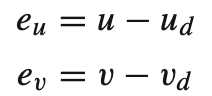 e_u = u − u_d
e_v = v − v_d